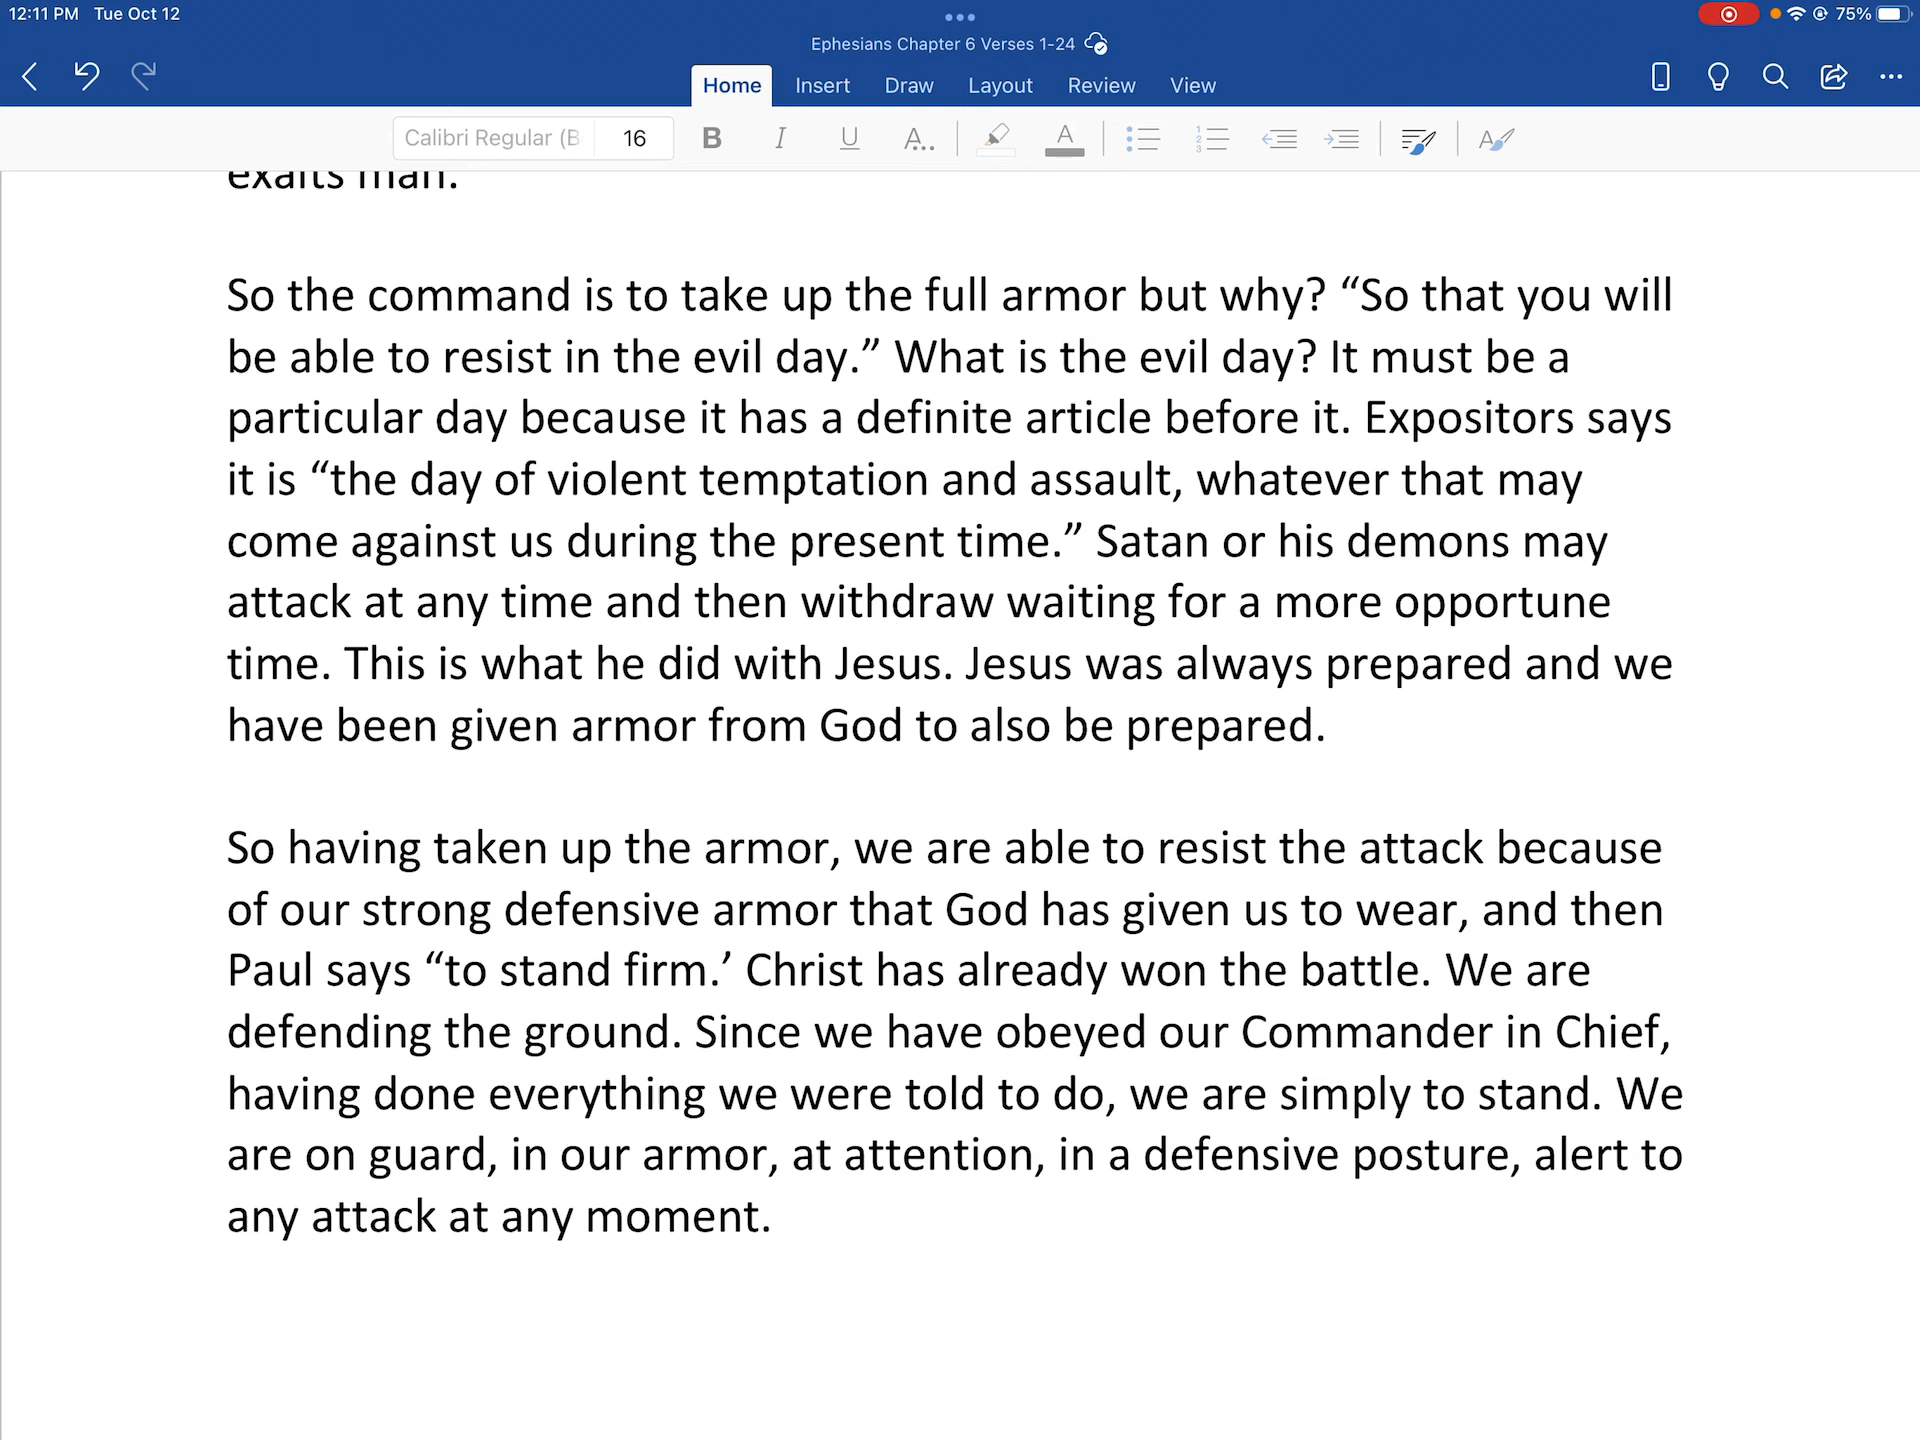 12:11 PM Tue Oct 12
75%
Ephesians Chapter 6 Verses 1-24
Home Insert Draw Layout Review View
Calibri Regular (B 16 B I U A.. A
exalts man.
So the command is to take up the full armor but why? “So that you will
be able to resist in the evil day.” What is the evil day? It must be a
particular day because it has a definite article before it. Expositors says
it is “the day of violent temptation and assault, whatever that may
come against us during the present time.” Satan or his demons may
attack at any time and then withdraw waiting for a more opportune
time. This is what he did with Jesus. Jesus was always prepared and we
have been given armor from God to also be prepared.
So having taken up the armor, we are able to resist the attack because
of our strong defensive armor that God has given us to wear, and then
Paul says “to stand firm.’ Christ has already won the battle. We are
defending the ground. Since we have obeyed our Commander in Chief,
having done everything we were told to do, we are simply to stand. We
are on guard, in our armor, at attention, in a defensive posture, alert to
any attack at any moment.